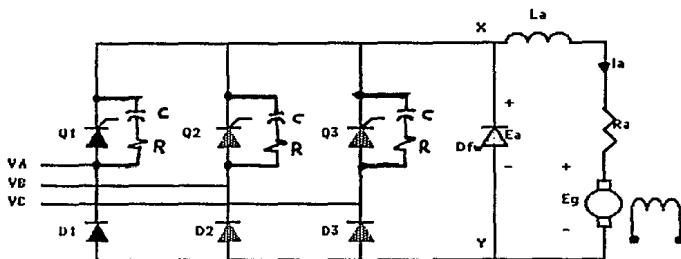 X La
Ia
C C C
Q1 Q2 Q3 + Ra
R R R Dfw Ea
VA - +
VB
VC Eg
D1 D2 D3 Y -